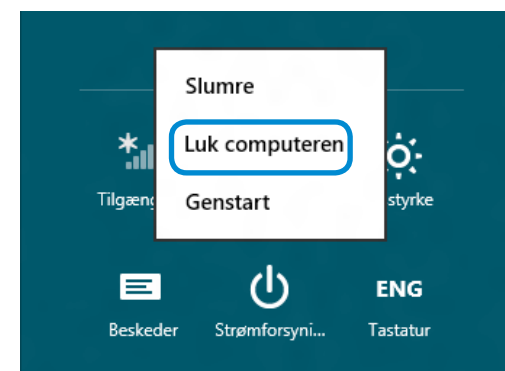 Slumre
Luk computeren
Genstart
Tilgæng
styrke
Beskeder
Strømforsyni...
ENG
Tastatur